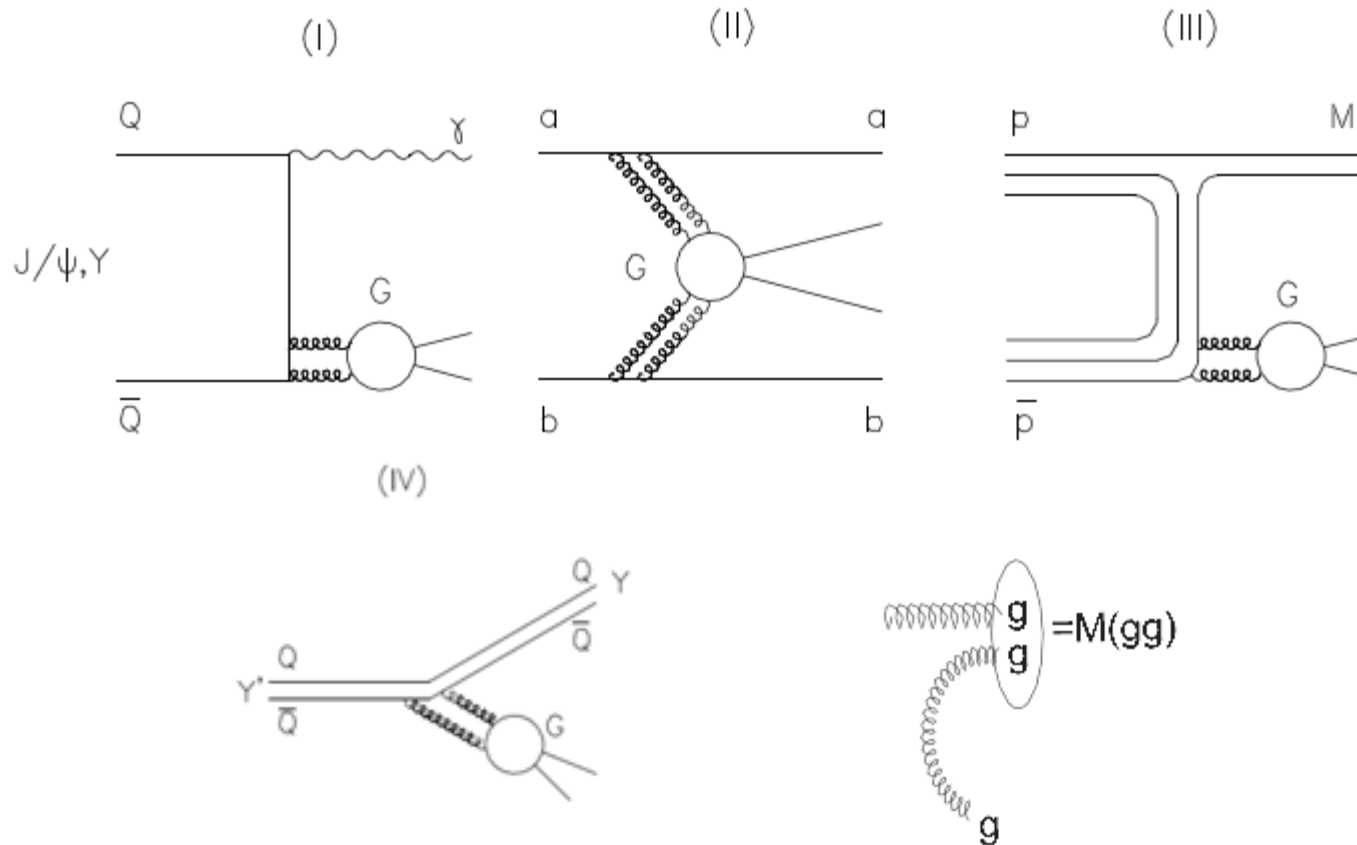 (I)
Q
γ
J/ψ,Y
G
Q̅
(II)
a
a
G
b
b
(III)
p
M
G
p̅
(IV)
Q
Y'
Q̅
Q Y
Q̅
G
g
g
=M(gg)
g